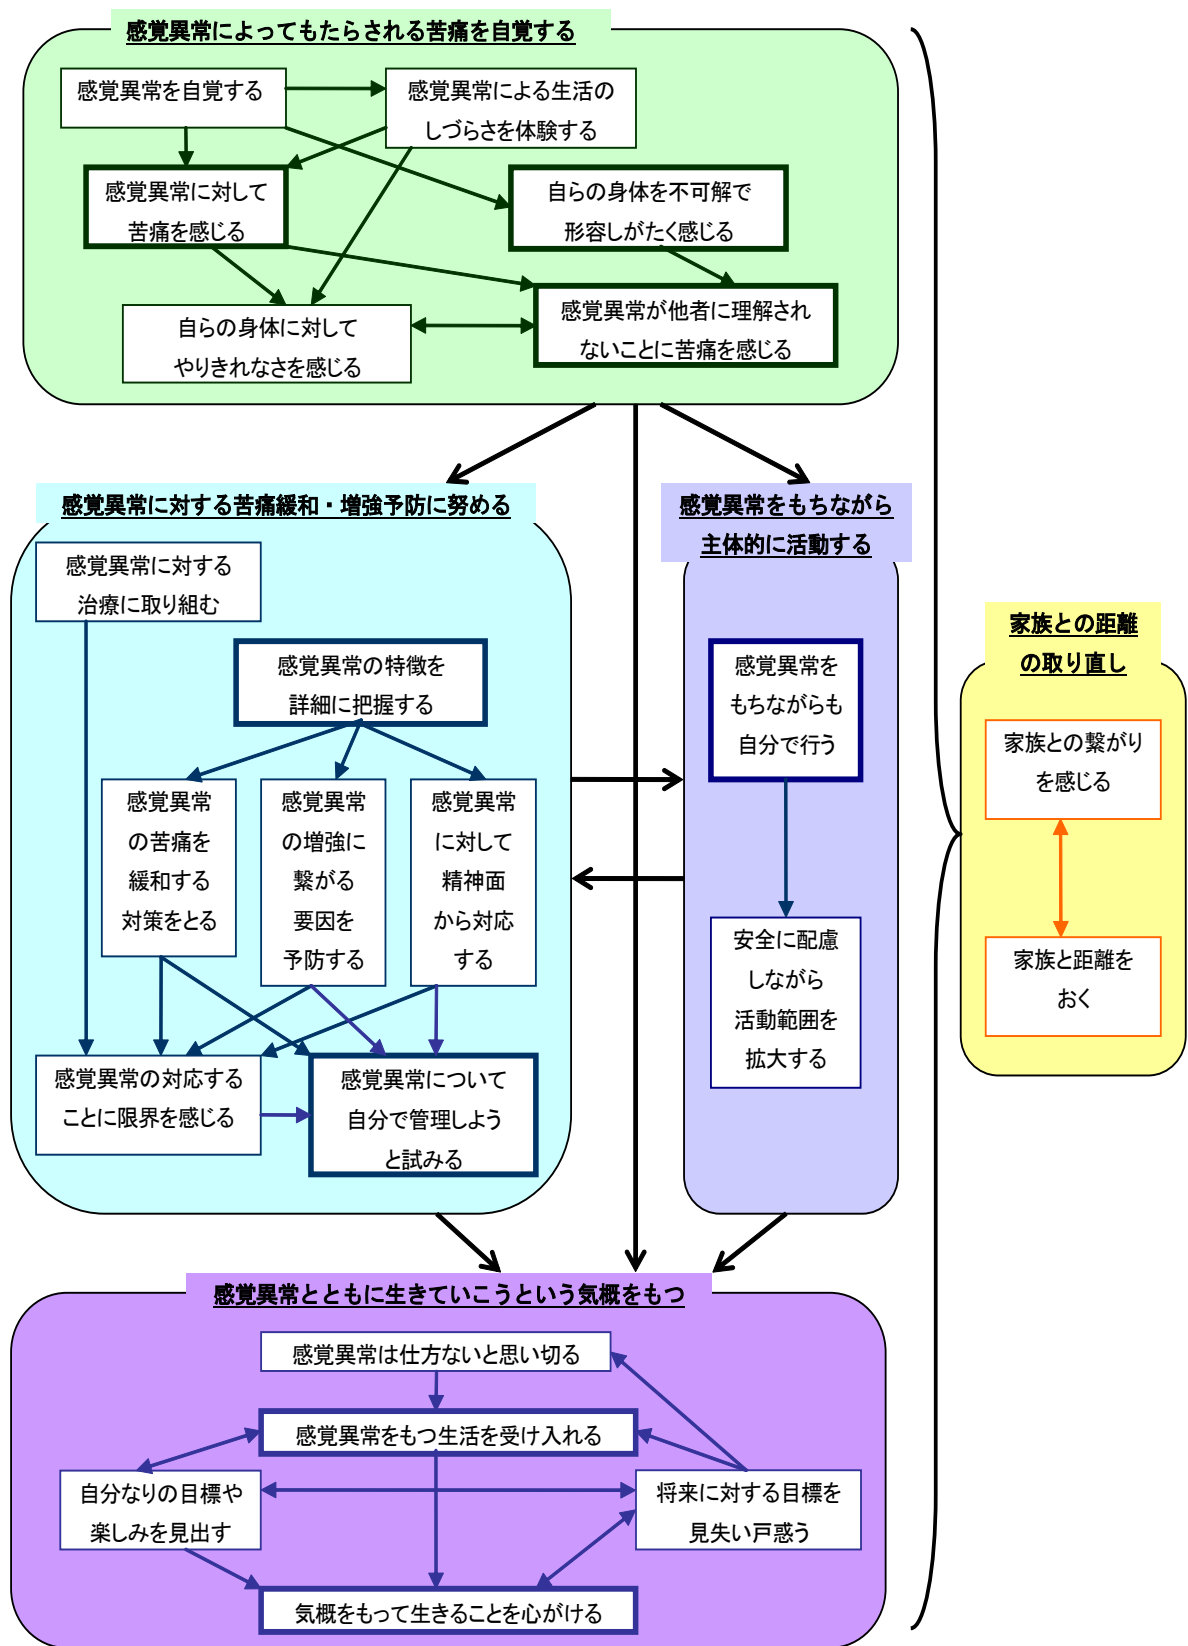 感覚異常によってもたらされる苦痛を自覚する
感覚異常を自覚する
感覚異常による生活の
しづらさを体験する
感覚異常に対して
苦痛を感じる
自らの身体を不可解で
形容しがたく感じる
自らの身体に対して
やりきれなさを感じる
感覚異常が他者に理解され
ないことに苦痛を感じる
感覚異常に対する苦痛緩和・増強予防に努める
感覚異常に対する
治療に取り組む
感覚異常の特徴を
詳細に把握する
感覚異常
の苦痛を
緩和する
対策をとる
感覚異常
の増強に
繋がる
要因を
予防する
感覚異常
に対して
精神面
から対応
する
感覚異常の対応する
ことに限界を感じる
感覚異常について
自分で管理しよう
と試みる
感覚異常をもちながら
主体的に活動する
感覚異常を
もちながらも
自分で行う
安全に配慮
しながら
活動範囲を
拡大する
家族との距離
の取り直し
家族との繋がり
を感じる
家族と距離を
おく
感覚異常とともに生きていこうという気概をもつ
感覚異常は仕方ないと思い切る
感覚異常をもつ生活を受け入れる
自分なりの目標や
楽しみを見出す
将来に対する目標を
見失い戸惑う
気概をもって生きることを心がける